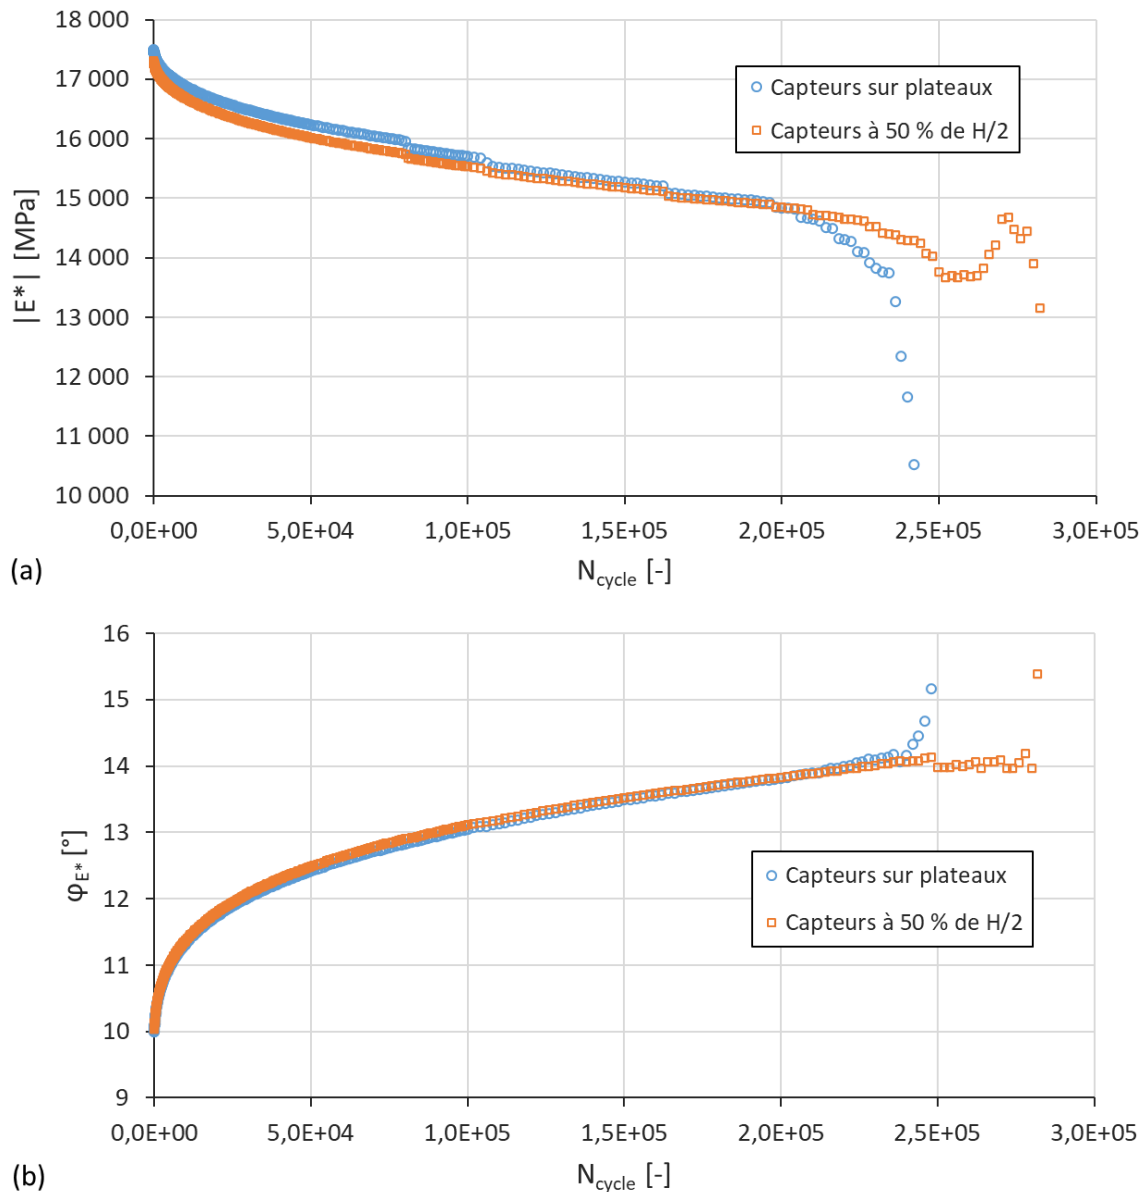 18 000
17 000
16 000
15 000
14 000
13 000
12 000
11 000
10 000
|E*| [MPa]
Capteurs sur plateaux
Capteurs à 50 % de H/2
0,0E+00 5,0E+04 1,0E+05 1,5E+05 2,0E+05 2,5E+05 3,0E+05
(a)
Ncycle [-]
16
15
14
13
12
11
10
9
φE* [°]
Capteurs sur plateaux
Capteurs à 50 % de H/2
0,0E+00 5,0E+04 1,0E+05 1,5E+05 2,0E+05 2,5E+05 3,0E+05
(b)
Ncycle [-]